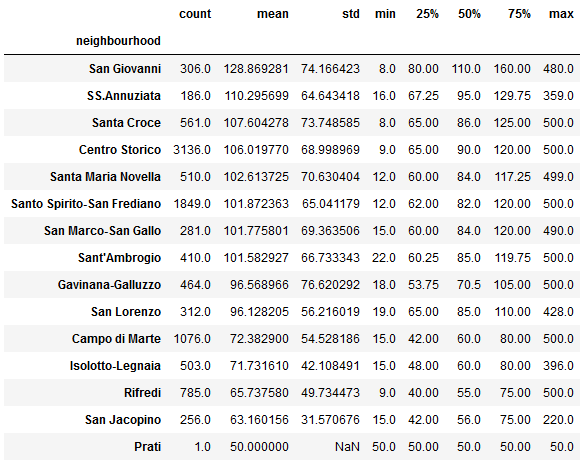 count mean std min 25% 50% 75% max
neighbourhood
San Giovanni 306.0 128.869281 74.166423 8.0 80.00 110.0 160.00 480.0
SS.Annuziata 186.0 110.295699 64.643418 16.0 67.25 95.0 129.75 359.0
Santa Croce 561.0 107.604278 73.748585 8.0 65.00 86.0 125.00 500.0
Centro Storico 3136.0 106.019770 68.998969 9.0 65.00 90.0 120.00 500.0
Santa Maria Novella 510.0 102.613725 70.630404 12.0 60.00 84.0 117.25 499.0
Santo Spirito-San Frediano 1849.0 101.872363 65.041179 12.0 62.00 82.0 120.00 500.0
San Marco-San Gallo 281.0 101.775801 69.363506 15.0 60.00 84.0 120.00 490.0
Sant'Ambrogio 410.0 101.582927 66.733343 22.0 60.25 85.0 119.75 500.0
Gavinana-Galluzzo 464.0 96.568966 76.620292 18.0 53.75 70.5 105.00 500.0
San Lorenzo 312.0 96.128205 56.216019 19.0 65.00 85.0 110.00 428.0
Campo di Marte 1076.0 72.382900 54.528186 15.0 42.00 60.0 80.00 500.0
Isolotto-Legnaia 503.0 71.731610 42.108491 15.0 48.00 60.0 80.00 396.0
Rifredi 785.0 65.737580 49.734473 9.0 40.00 55.0 75.00 500.0
San Jacopino 256.0 63.160156 31.570676 15.0 42.00 56.0 75.00 220.0
Prati 1.0 50.000000 NaN 50.0 50.00 50.0 50.00 50.0